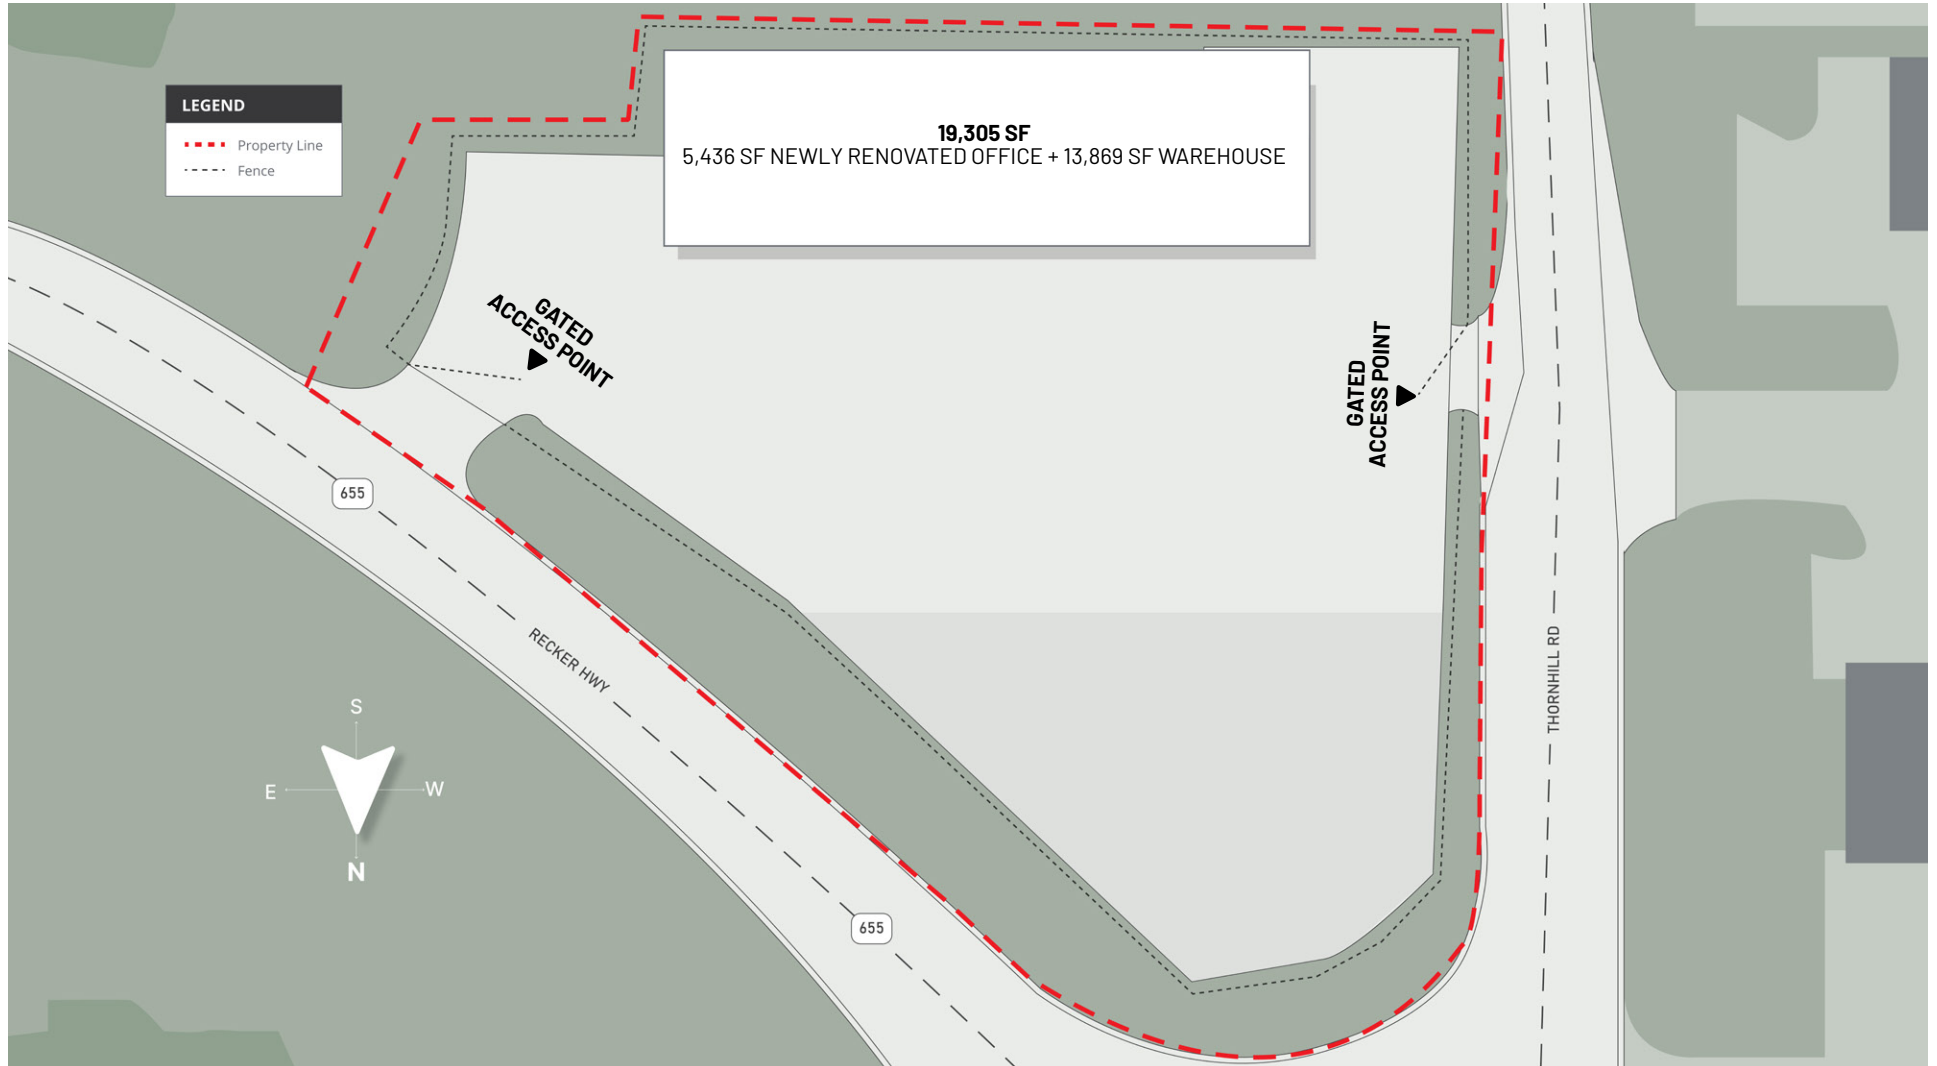 LEGEND
Property Line
Fence
19,305 SF
5,436 SF NEWLY RENOVATED OFFICE + 13,869 SF WAREHOUSE
GATED
ACCESS POINT
GATED
ACCESS POINT
655
RECKER HWY
THORNHILL RD
S
E
W
N
655